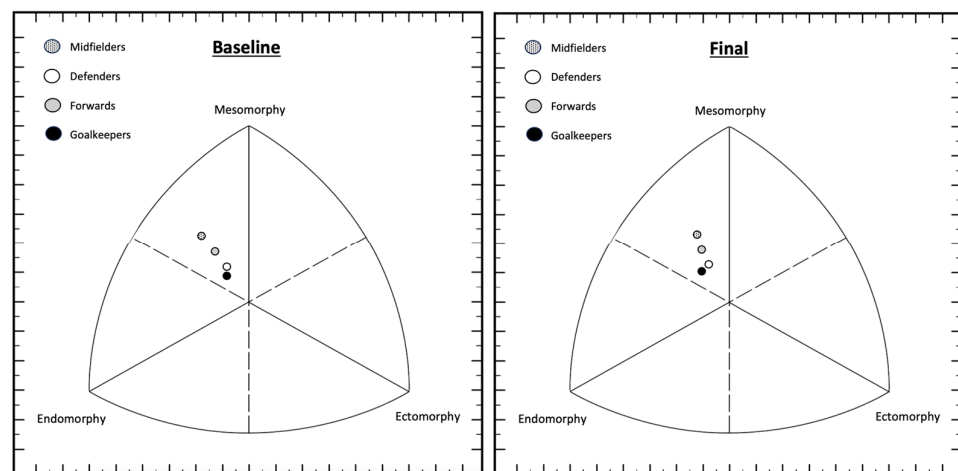 Baseline
Midfielders
Defenders
Forwards
Goalkeepers
Mesomorphy
Endomorphy
Ectomorphy
Final
Midfielders
Defenders
Forwards
Goalkeepers
Mesomorphy
Endomorphy
Ectomorphy